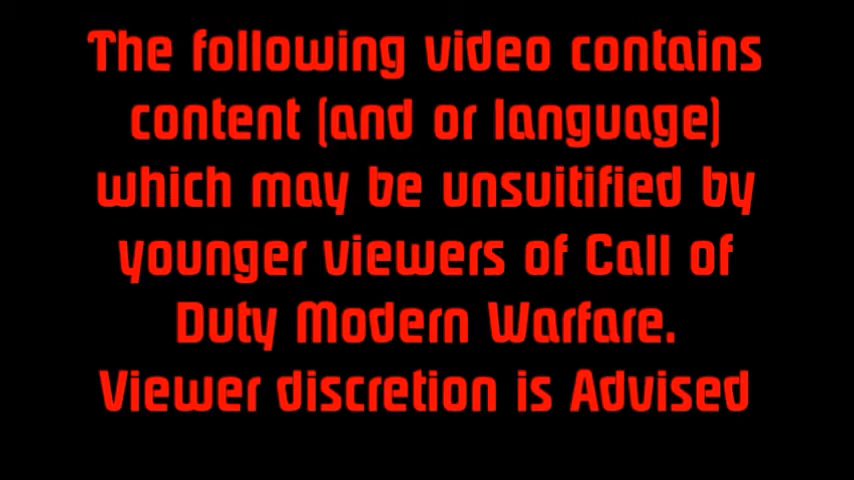 The following video contains
content (and or language)
which may be unsuitified by
younger viewers of Call of
Duty Modern Warfare.
Viewer discretion is Advised